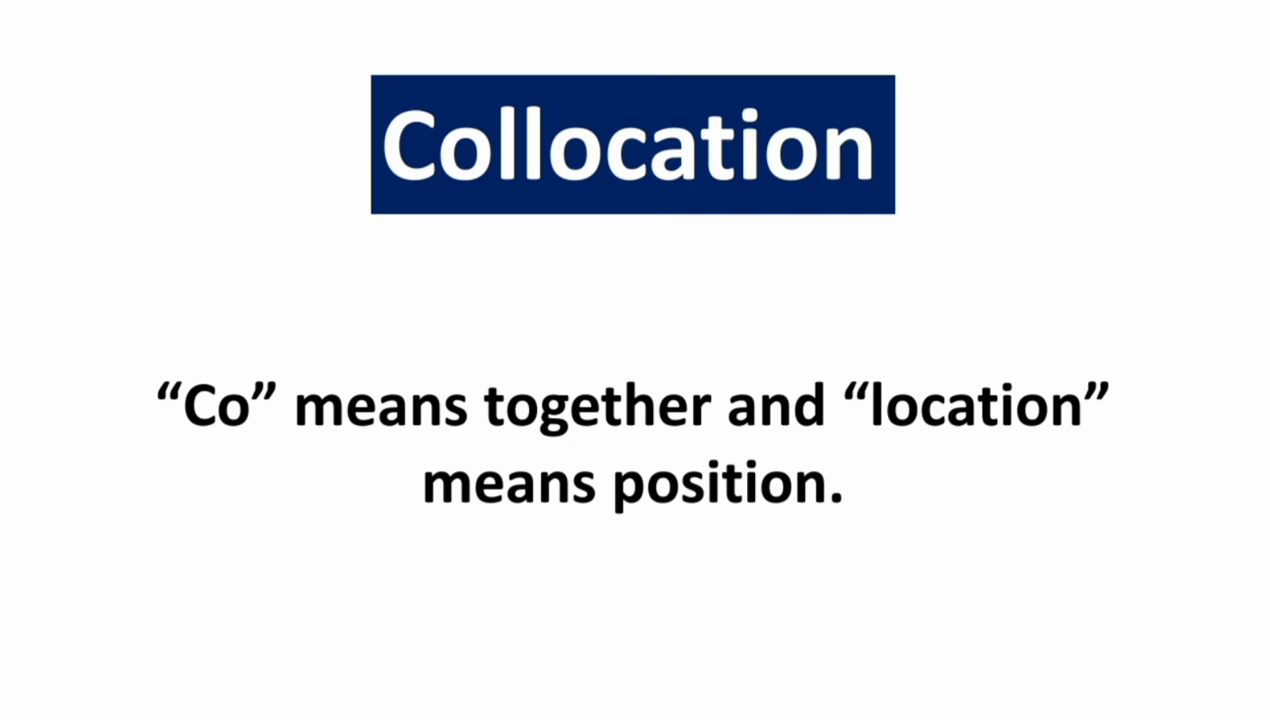 Collocation
“Co” means together and “location”
means position.